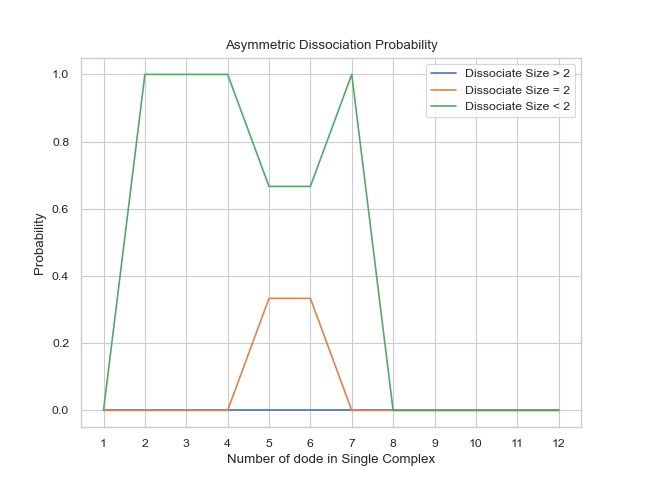 Asymmetric Dissociation Probability
Dissociate Size > 2
Dissociate Size = 2
Dissociate Size < 2
Probability
1.0
0.8
0.6
0.4
0.2
0.0
1 2 3 4 5 6 7 8 9 10 11 12
Number of dode in Single Complex